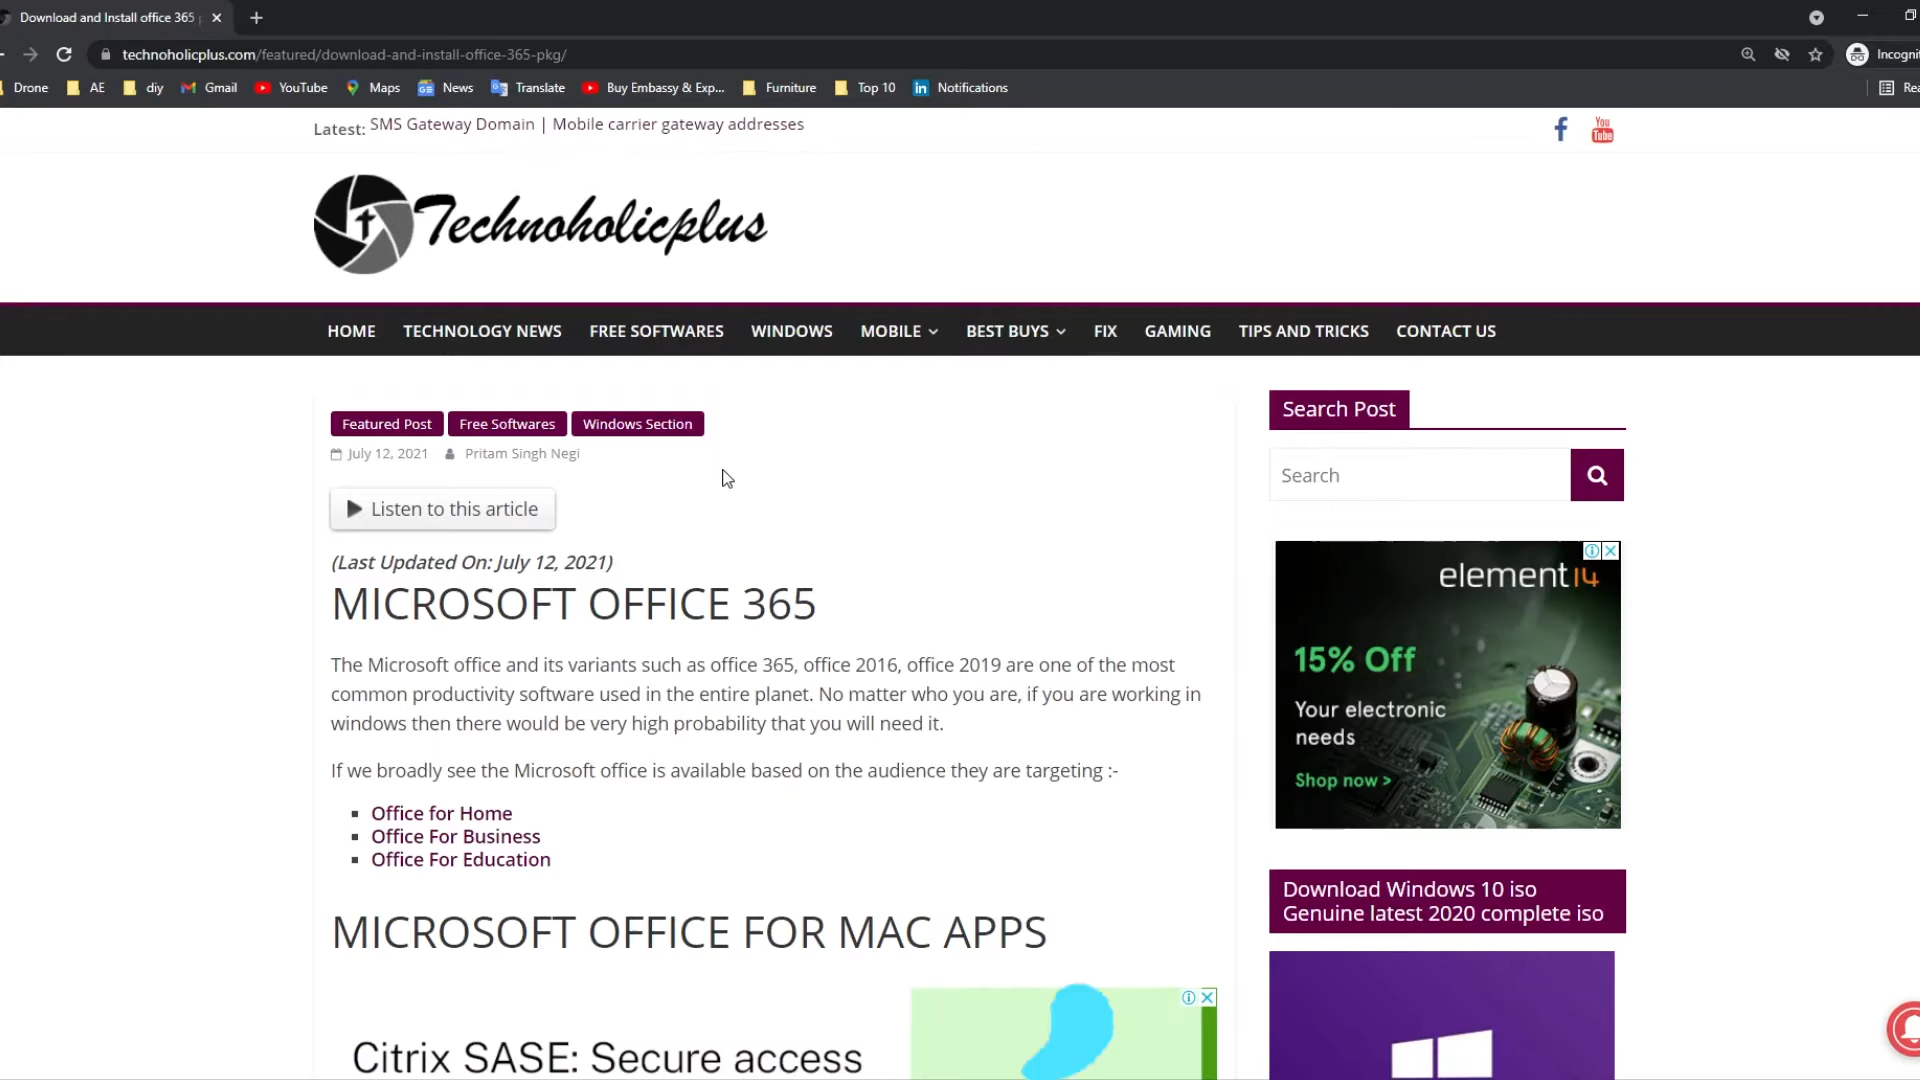 Download and Install office 365
technoholicplus.com/featured/download-and-install-office-365-pkg/
Incognit
Drone AE diy Gmail YouTube Maps News Translate Buy Embassy & Exp... Furniture Top 10 Notifications Rea
Latest: SMS Gateway Domain | Mobile carrier gateway addresses
You
Tube
Technoholicplus
HOME TECHNOLOGY NEWS FREE SOFTWARES WINDOWS MOBILE BEST BUYS FIX GAMING TIPS AND TRICKS CONTACT US
Featured Post Free Softwares Windows Section
July 12, 2021 Pritam Singh Negi
Listen to this article
(Last Updated On: July 12, 2021)
MICROSOFT OFFICE 365
The Microsoft office and its variants such as office 365, office 2016, office 2019 are one of the most
common productivity software used in the entire planet. No matter who you are, if you are working in
windows then there would be very high probability that you will need it.
If we broadly see the Microsoft office is available based on the audience they are targeting :-
Office for Home
Office For Business
Office For Education
MICROSOFT OFFICE FOR MAC APPS
Citrix SASE: Secure access
Search Post
Search
element14
15% Off
Your electronic
needs
Shop now >
Download Windows 10 iso
Genuine latest 2020 complete iso